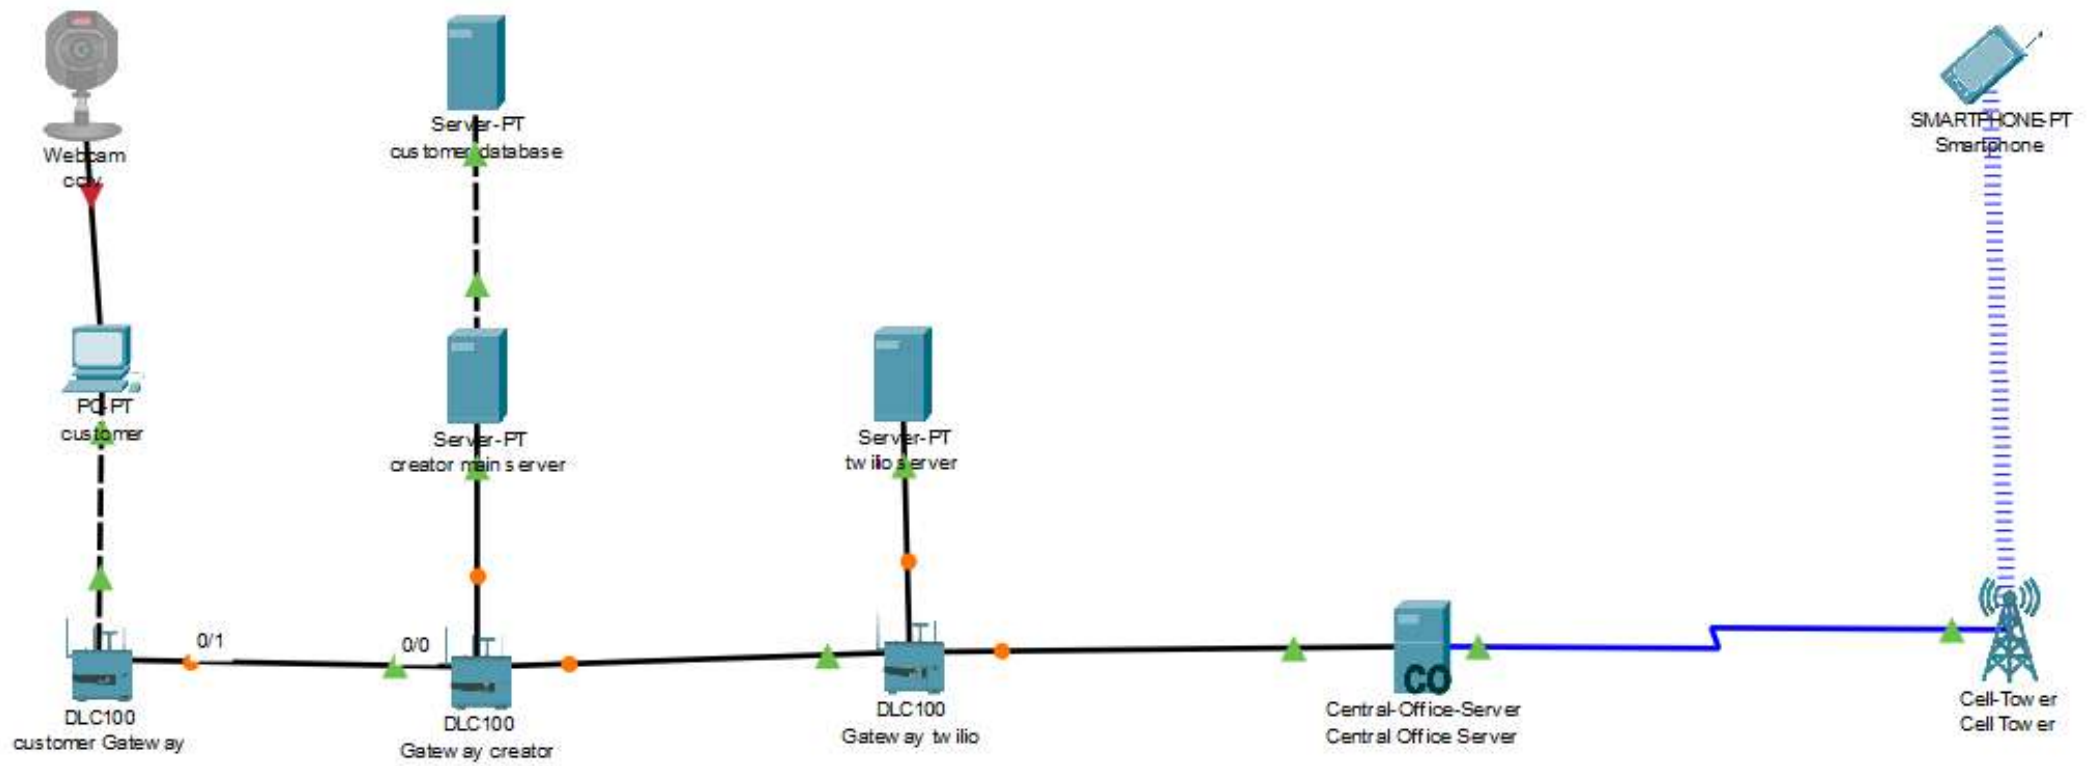 Webcam
cctv
Server-PT
customer database
SMARTPHONE-PT
Smartphone
PC-PT
customer
Server-PT
creator main server
Server-PT
twilio server
0/1
0/0
DLC100
customer Gateway
DLC100
Gateway creator
DLC100
Gateway twilio
CO
Central-Office-Server
Central Office Server
Cell-Tower
Cell Tower